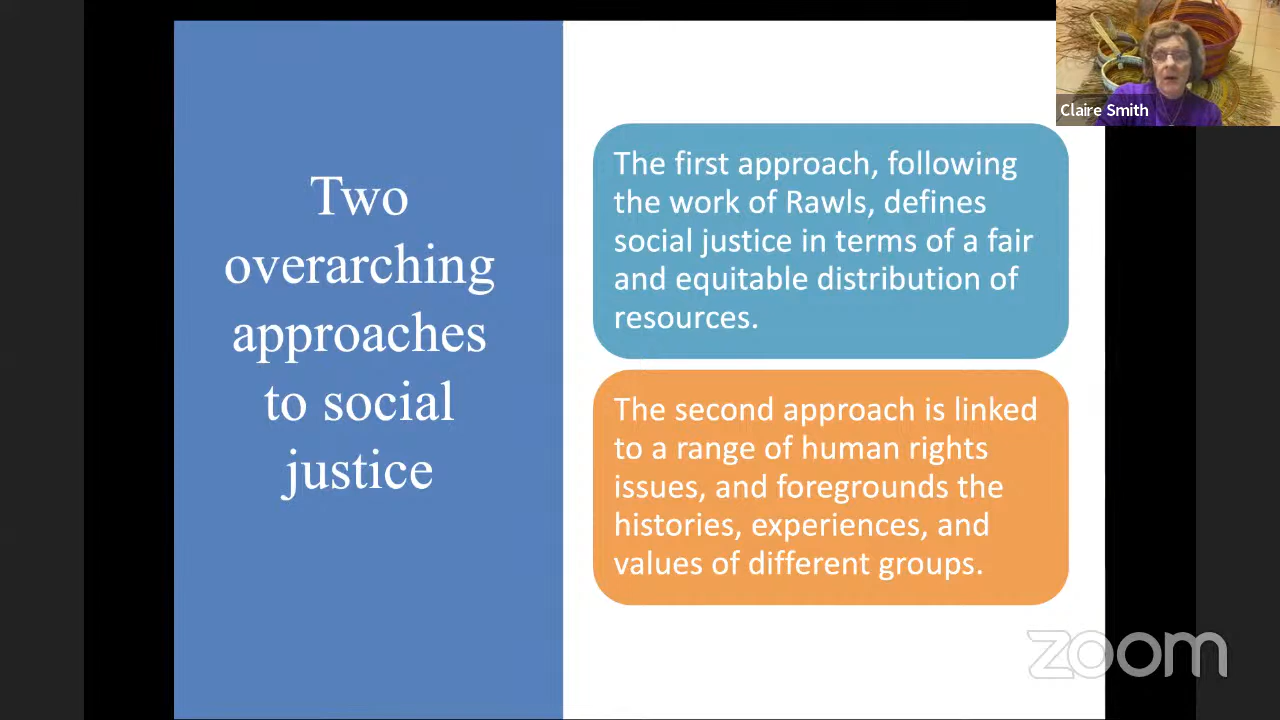 Two
overarching
approaches
to social
justice
The first approach, following
the work of Rawls, defines
social justice in terms of a fair
and equitable distribution of
resources.
The second approach is linked
to a range of human rights
issues, and foregrounds the
histories, experiences, and
values of different groups.
Claire Smith
zoom